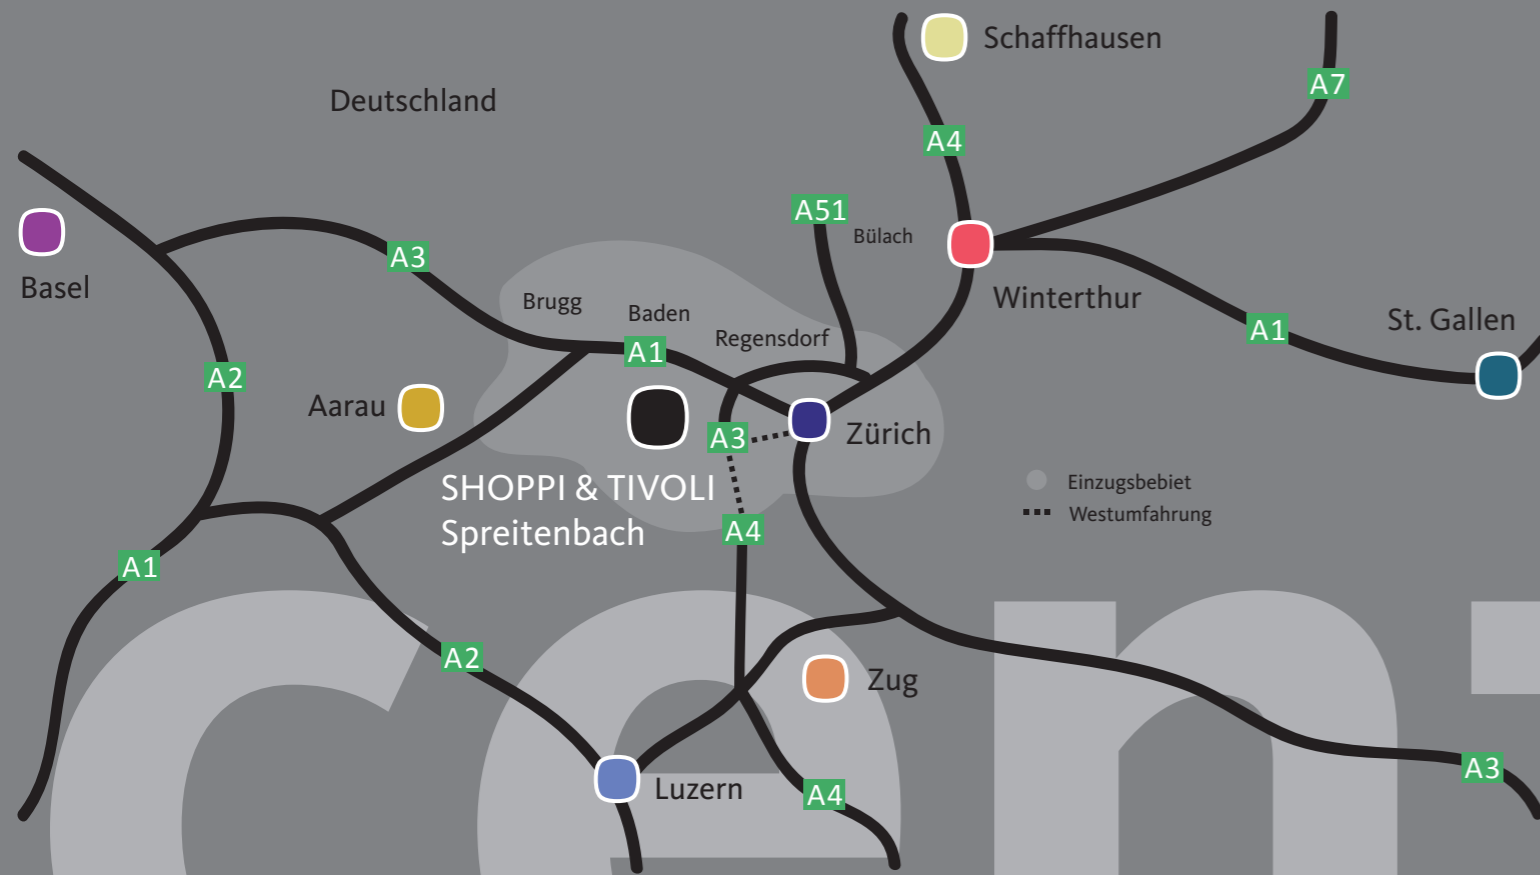 Schaffhausen
A7
Deutschland
A4
A51
Bülach
A3
Basel
Brugg
Baden
Winterthur
Regensdorf
A1
St. Gallen
A1
A2
Aarau
A3
Zürich
SHOPPI & TIVOLI
Spreitenbach
Einzugsbebiet
Westumfahrung
A4
A1
A2
Zug
Luzern
A4
A3